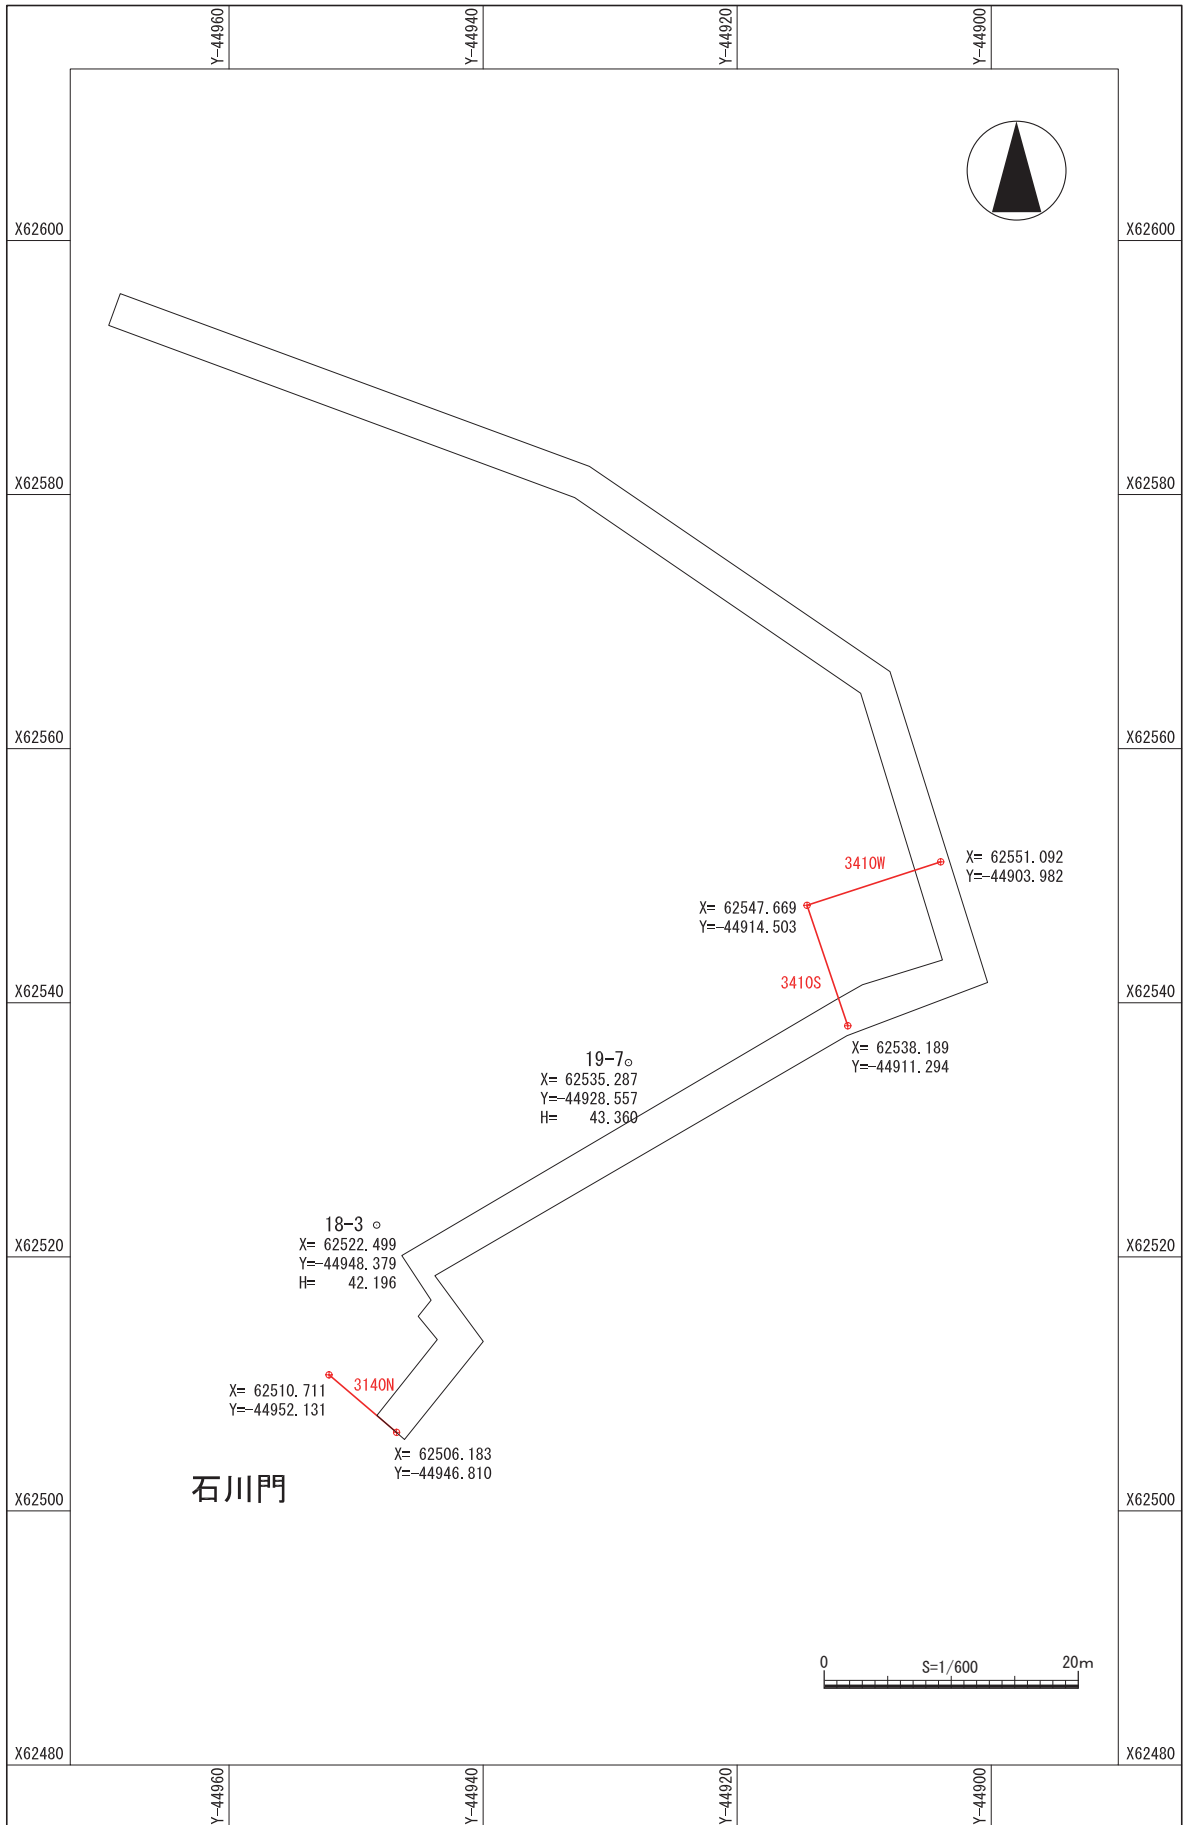 Y-44960
Y-44940
Y-44920
Y-44900
X62600
X62600
X62580
X62580
X62560
X62560
3410W
X= 62551.092
Y=-44903.982
X= 62547.669
Y=-44914.503
3410S
X62540
X62540
X= 62538.189
Y=-44911.294
19-7
X= 62535.287
Y=-44928.557
H= 43.360
18-3
X= 62522.499
Y=-44948.379
H= 42.196
X62520
X62520
3140N
X= 62510.711
Y=-44952.131
X= 62506.183
Y=-44946.810
石川門
X62500
X62500
0 S=1/600 20m
X62480
X62480
Y-44960
Y-44940
Y-44920
Y-44900